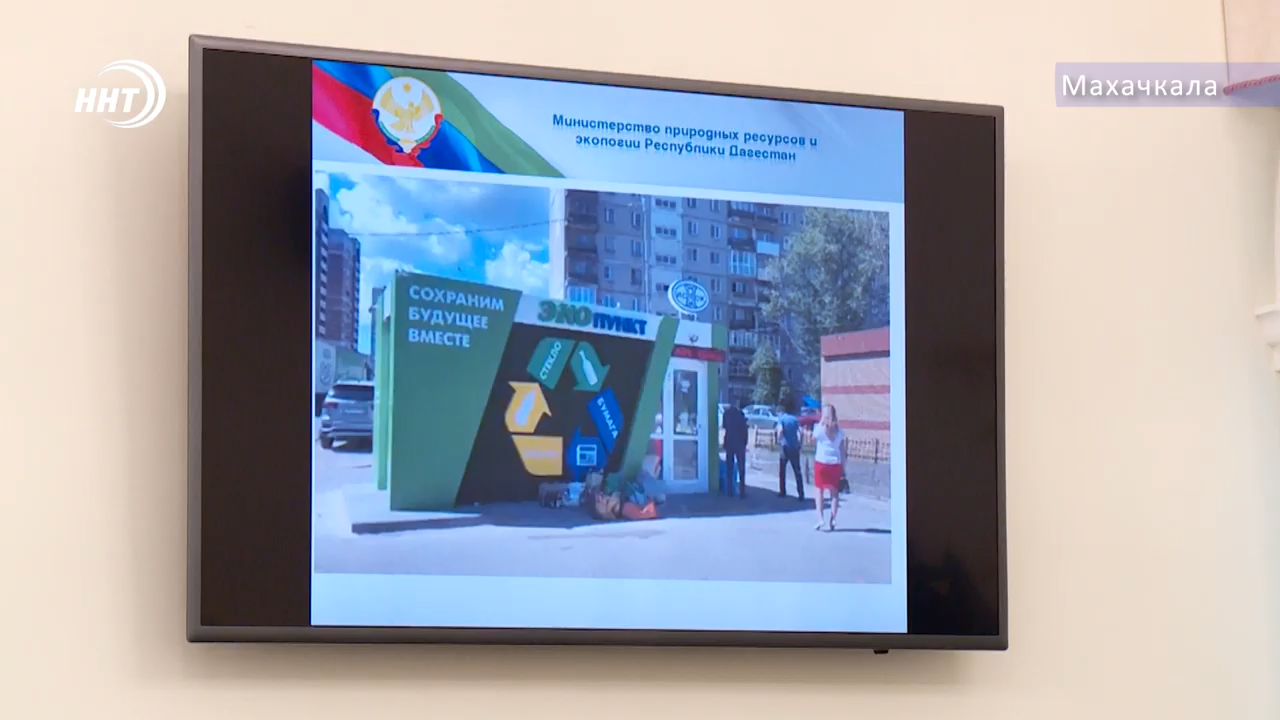 ННТ
Махачкала
Министерство природных ресурсов и
экологии Республики Дагестан
СОХРАНИМ
БУДУЩЕЕ
ВМЕСТЕ
ЭКОПУНКТ
СТЕКЛО
БУМАГА